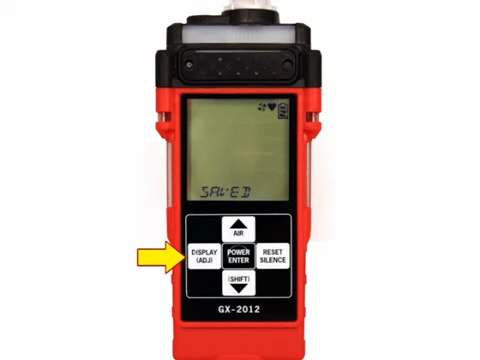 SAVED
AIR
DISPLAY
(ADJ)
POWER
ENTER
RESET
SILENCE
(SHIFT)
GX-2012